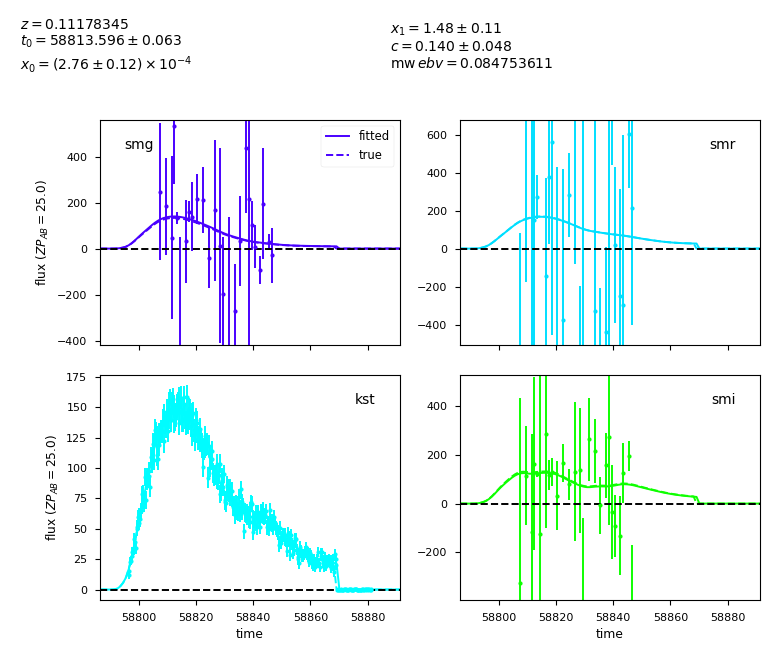 z = 0.11178345
t₀ = 58813.596 ± 0.063
x₀ = (2.76 ± 0.12) × 10⁻⁴
x₁ = 1.48 ± 0.11
c = 0.140 ± 0.048
mw ebv = 0.084753611
smg
fitted
true
400
200
0
−200
−400
flux (ZP_AB = 25.0)
smr
600
400
200
0
−200
−400
kst
175
150
125
100
75
50
25
0
flux (ZP_AB = 25.0)
58800 58820 58840 58860 58880
time
smi
400
200
0
−200
58800 58820 58840 58860 58880
time